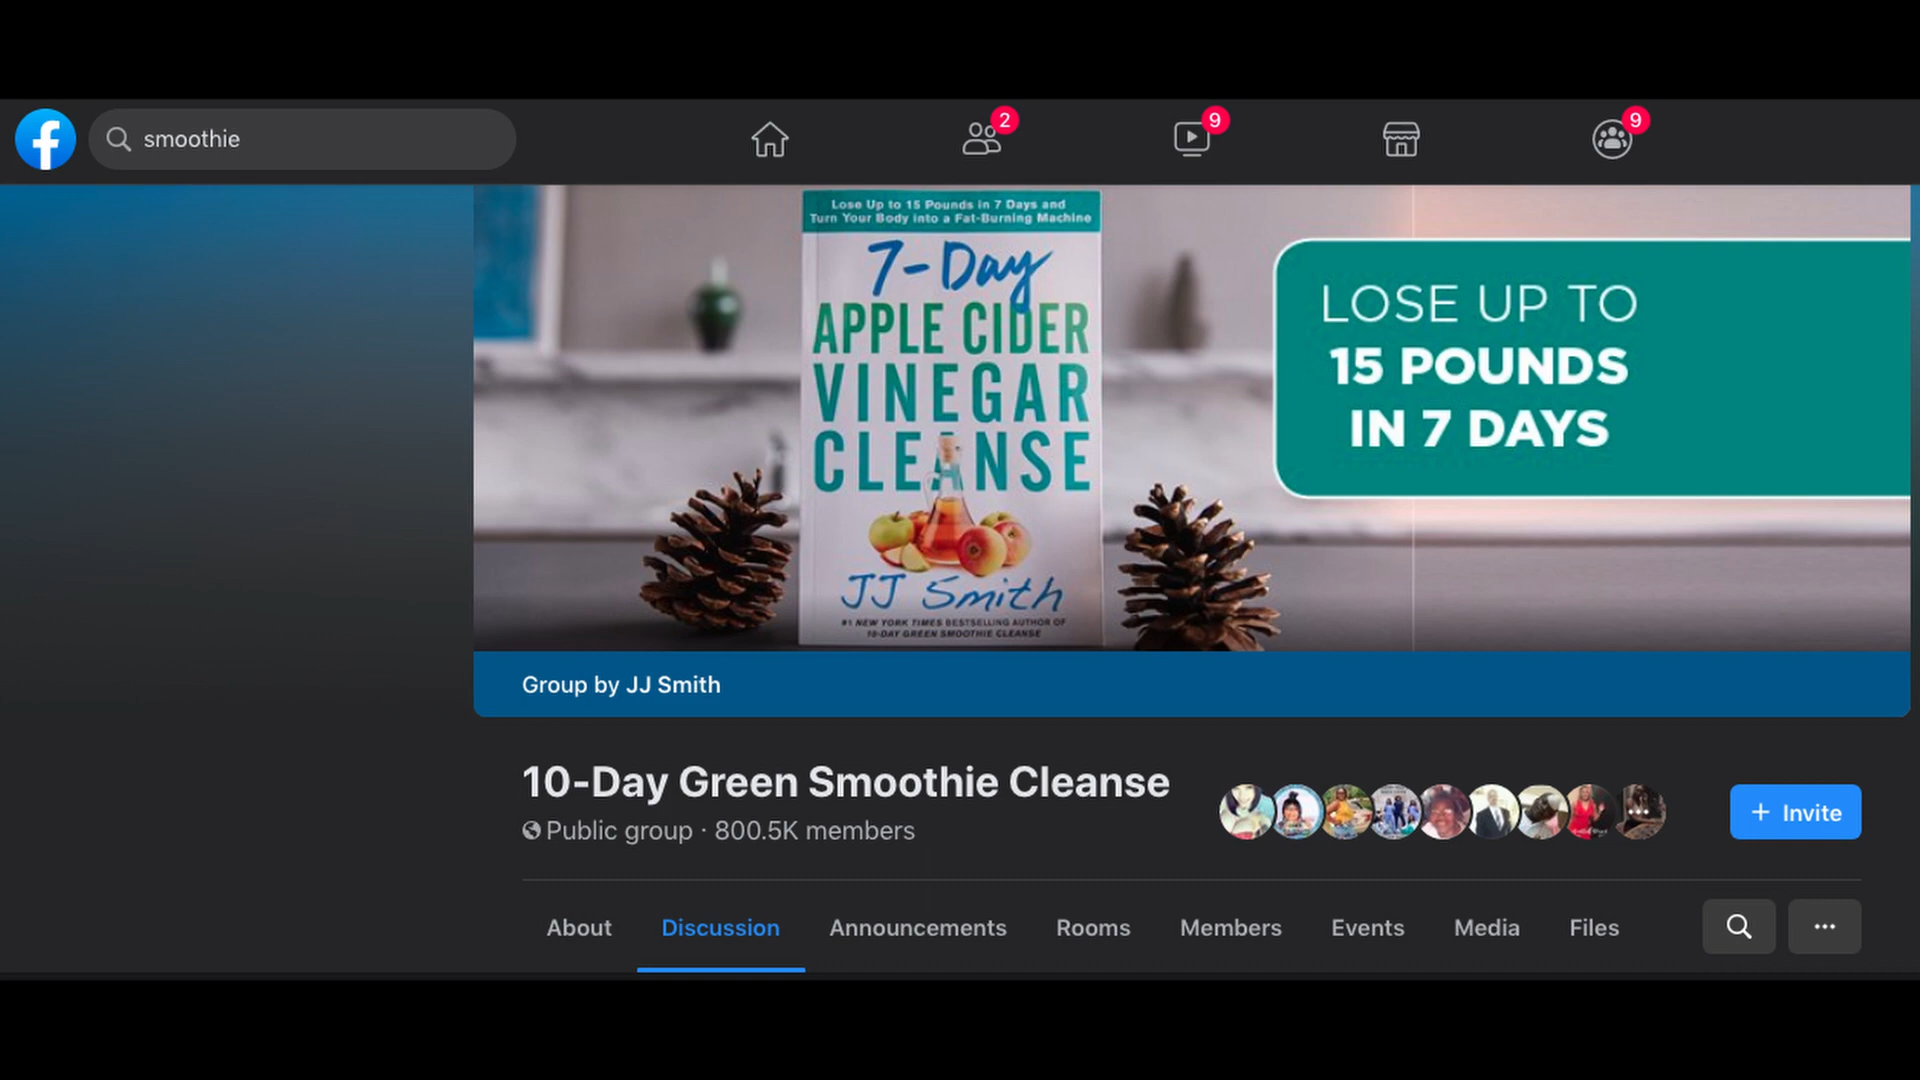 smoothie
2
9
9
Lose Up to 15 Pounds in 7 Days and
Turn Your Body into a Fat-Burning Machine
7-Day
APPLE CIDER
VINEGAR
CLEANSE
JJ Smith
#1 NEW YORK TIMES BESTSELLING AUTHOR OF
10-DAY GREEN SMOOTHIE CLEANSE
LOSE UP TO
15 POUNDS
IN 7 DAYS
Group by JJ Smith
10-Day Green Smoothie Cleanse
Public group · 800.5K members
+ Invite
About Discussion Announcements Rooms Members Events Media Files